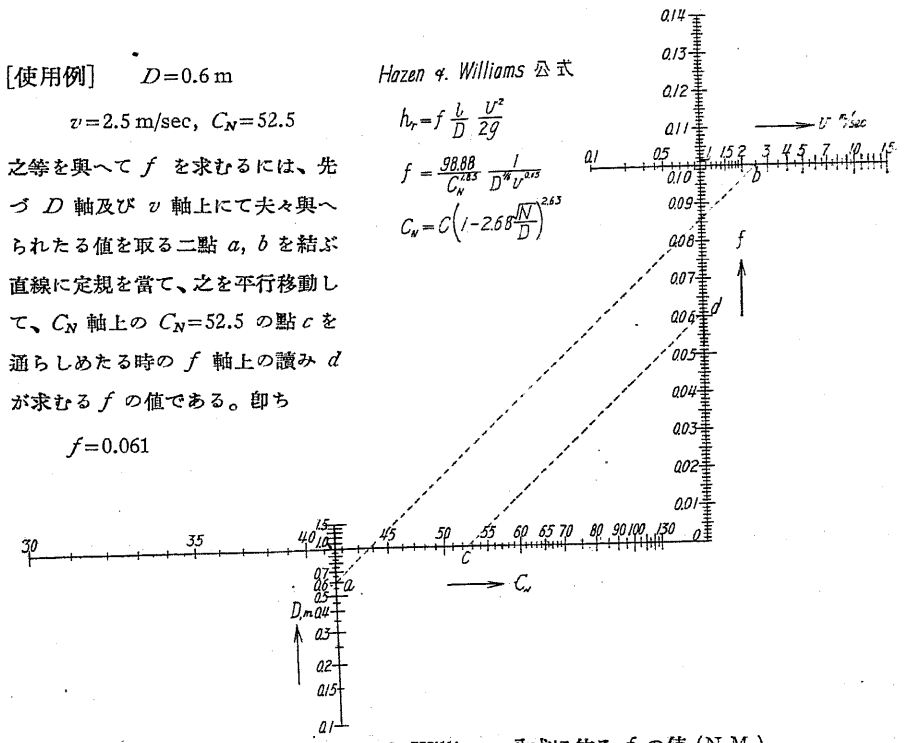 [使用例] D=0.6 m
v=2.5 m/sec, C_N=52.5
之等を與へて f を求むるには、先
づ D 軸及び v 軸上にて夫々與へ
られたる値を取る二點 a, b を結ぶ
直線に定規を當て、之を平行移動し
て、C_N 軸上の C_N=52.5 の點 c を
通らしめたる時の f 軸上の讀み d
が求むる f の値である。卽ち
f=0.061
Hazen & Williams 公式
h_r=f l/D v²/2g
f=98.88/C_N^1.85 1/D^⅙ v^0.15
C_N=C(1-2.68 √N/D)^2.63
0.14
0.13
0.12
0.11
0.10
0.09
0.08
0.07
0.06
0.05
0.04
0.03
0.02
0.01
0
f
d
v m/sec
0.1 0.5 1 1.5 2 3 4 5 7 10 15
b
30 35 40 45 50 55 60 65 70 80 90 100 130
c
C_N
1.5
1.0
0.7
0.6
0.5
0.4
0.3
0.2
0.15
0.1
a
D,m
f の値 (N.M.)